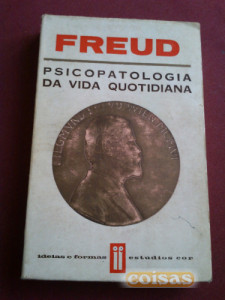 FREUD
PSICOPATOLOGIA
DA VIDA QUOTIDIANA
ideias e formas
estudios cor
coisas